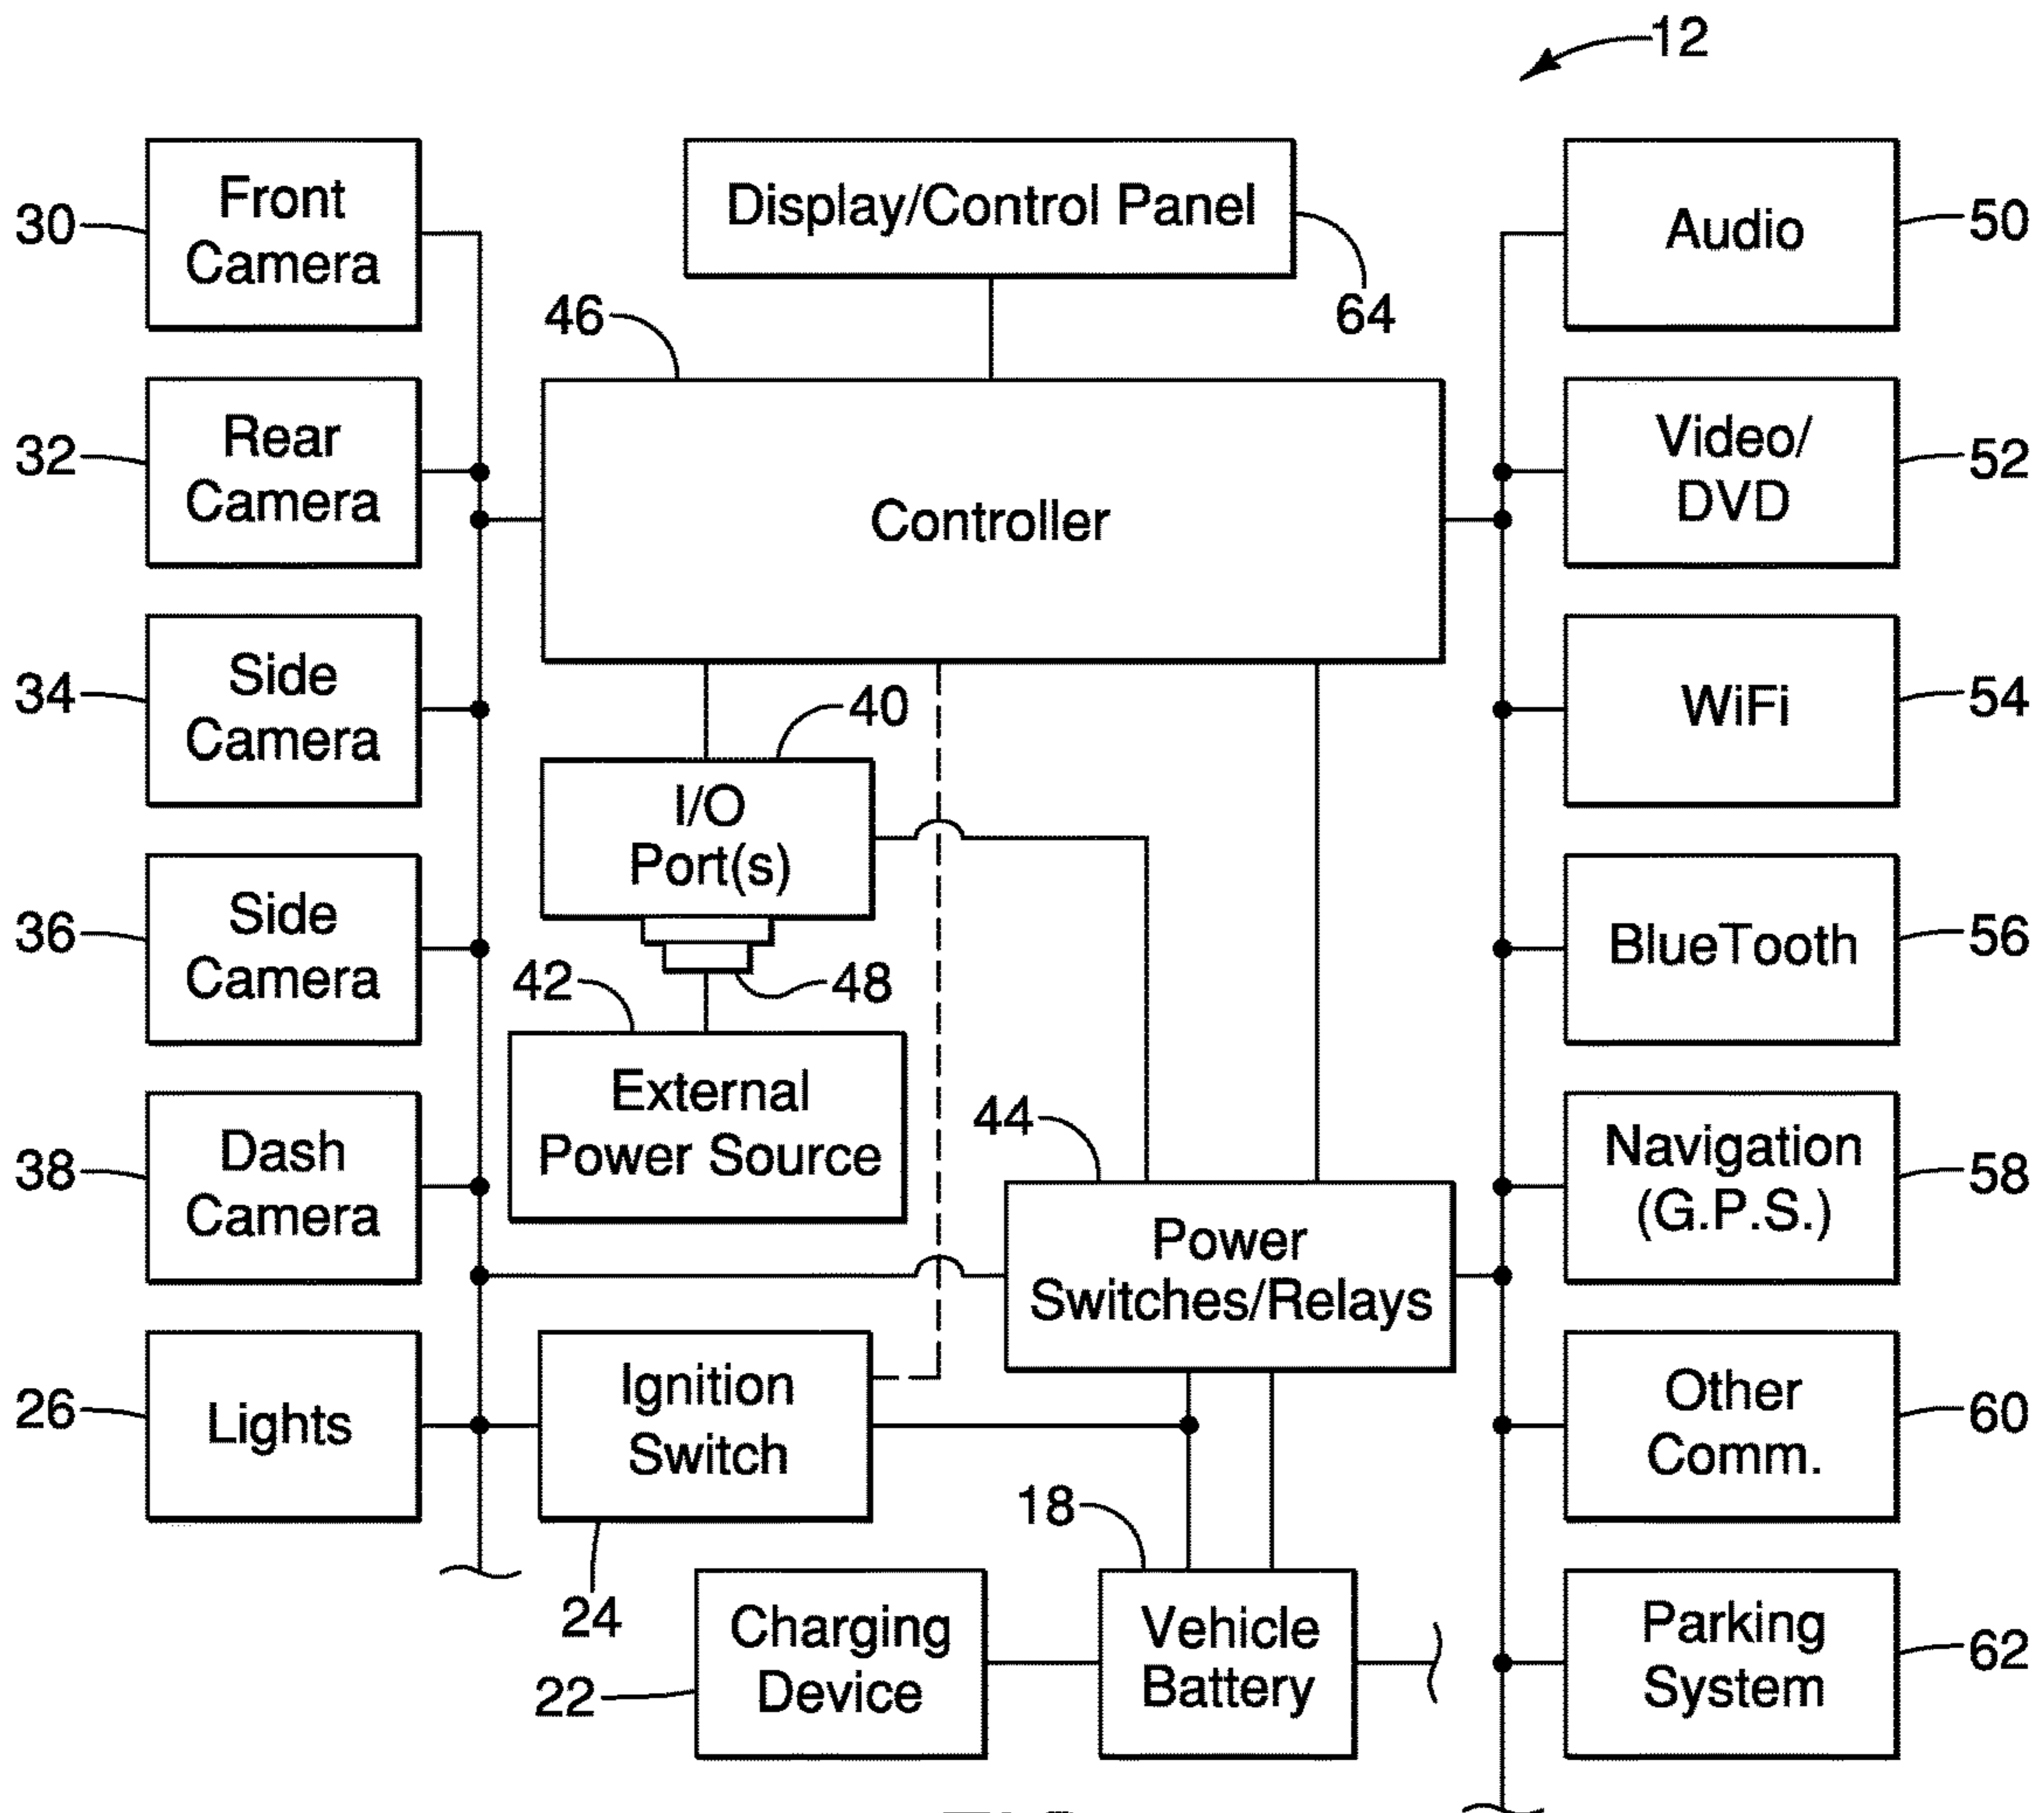 12
30
Front
Camera
Display/Control Panel
64
Audio
50
46
32
Rear
Camera
Controller
Video/
DVD
52
34
Side
Camera
40
I/O
Port(s)
WiFi
54
36
Side
Camera
48
42
External
Power Source
BlueTooth
56
38
Dash
Camera
44
Power
Switches/Relays
Navigation
(G.P.S.)
58
26
Lights
Ignition
Switch
24
Other
Comm.
60
18
22
Charging
Device
Vehicle
Battery
Parking
System
62